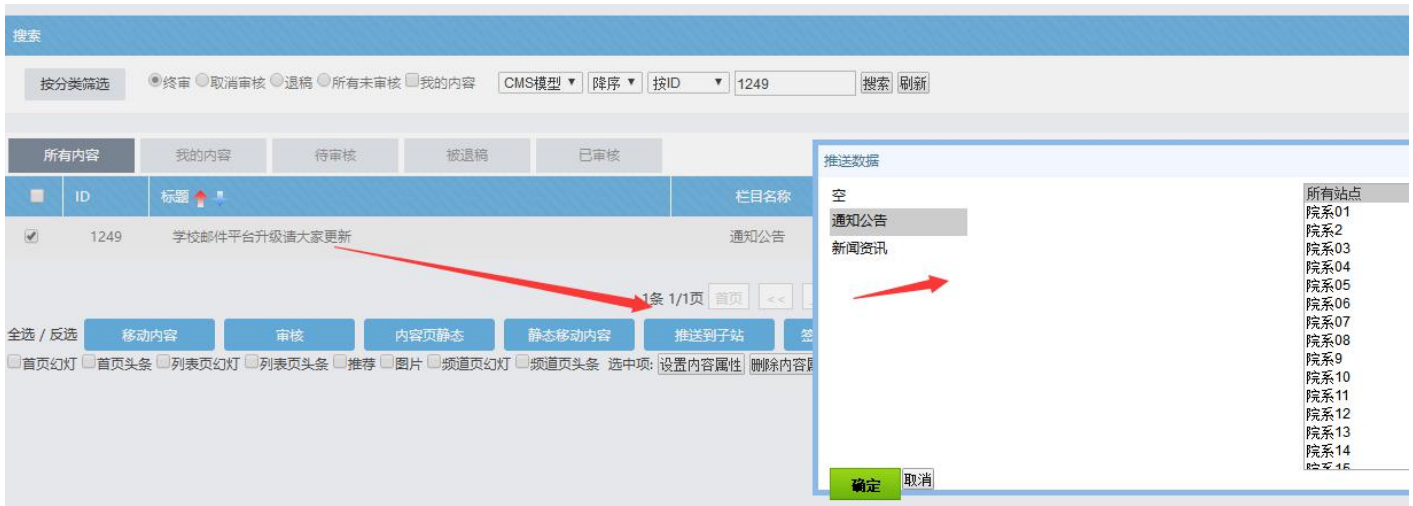 搜索
按分类筛选 终审 取消审核 退稿 所有未审核 我的内容 CMS模型 降序 按ID 1249 搜索 刷新
所有内容 我的内容 待审核 被退稿 已审核
ID 标题 栏目名称
1249 学校邮件平台升级请大家更新 通知公告
1条 1/1页 首页 <<
全选 / 反选 移动内容 审核 内容页静态 静态移动内容 推送到子站
首页幻灯 首页头条 列表页幻灯 列表页头条 推荐 图片 频道页幻灯 频道页头条 选中项: 设置内容属性 删除内容
推送数据
空
通知公告
新闻资讯
所有站点
院系01
院系2
院系03
院系04
院系05
院系06
院系07
院系08
院系9
院系10
院系11
院系12
院系13
院系14
院系15
确定 取消